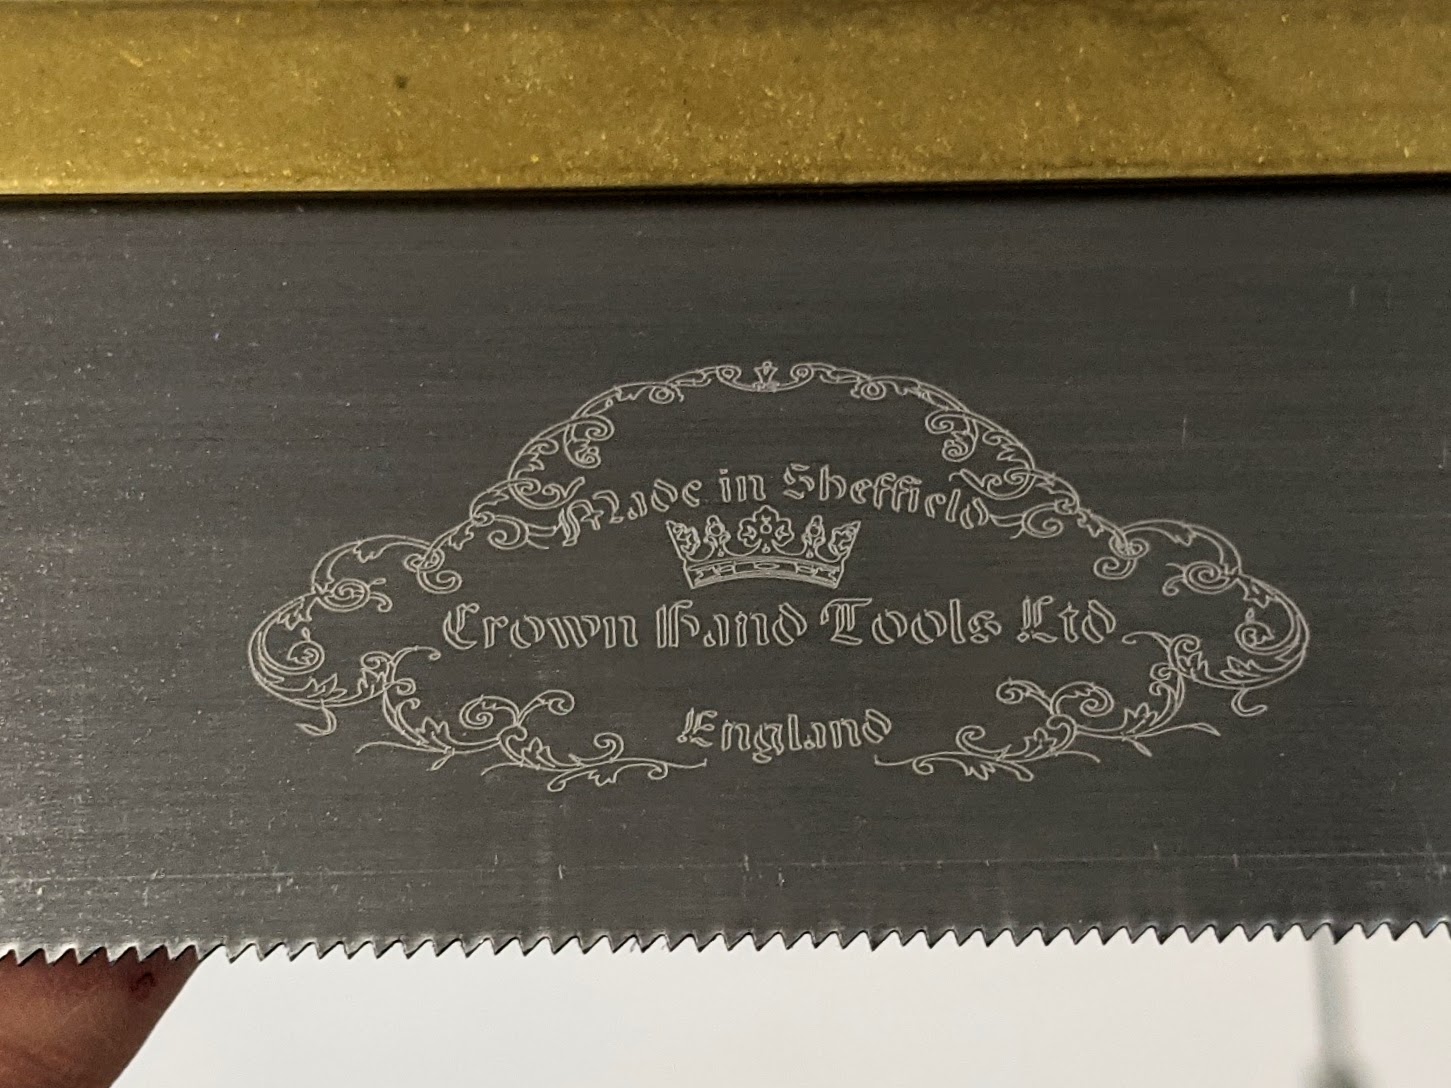 Made in Sheffield
Crown Hand Tools Ltd
England